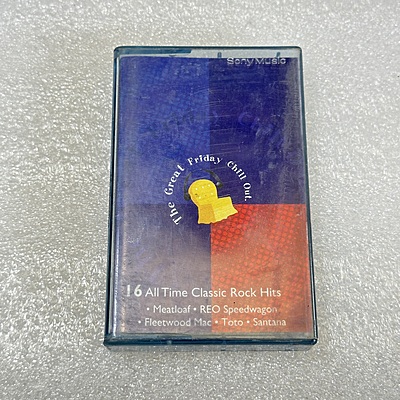 Sony Music
The Great Friday Chill Out.
16 All Time Classic Rock Hits
• Meatloaf • REO Speedwagon
• Fleetwood Mac • Toto • Santana